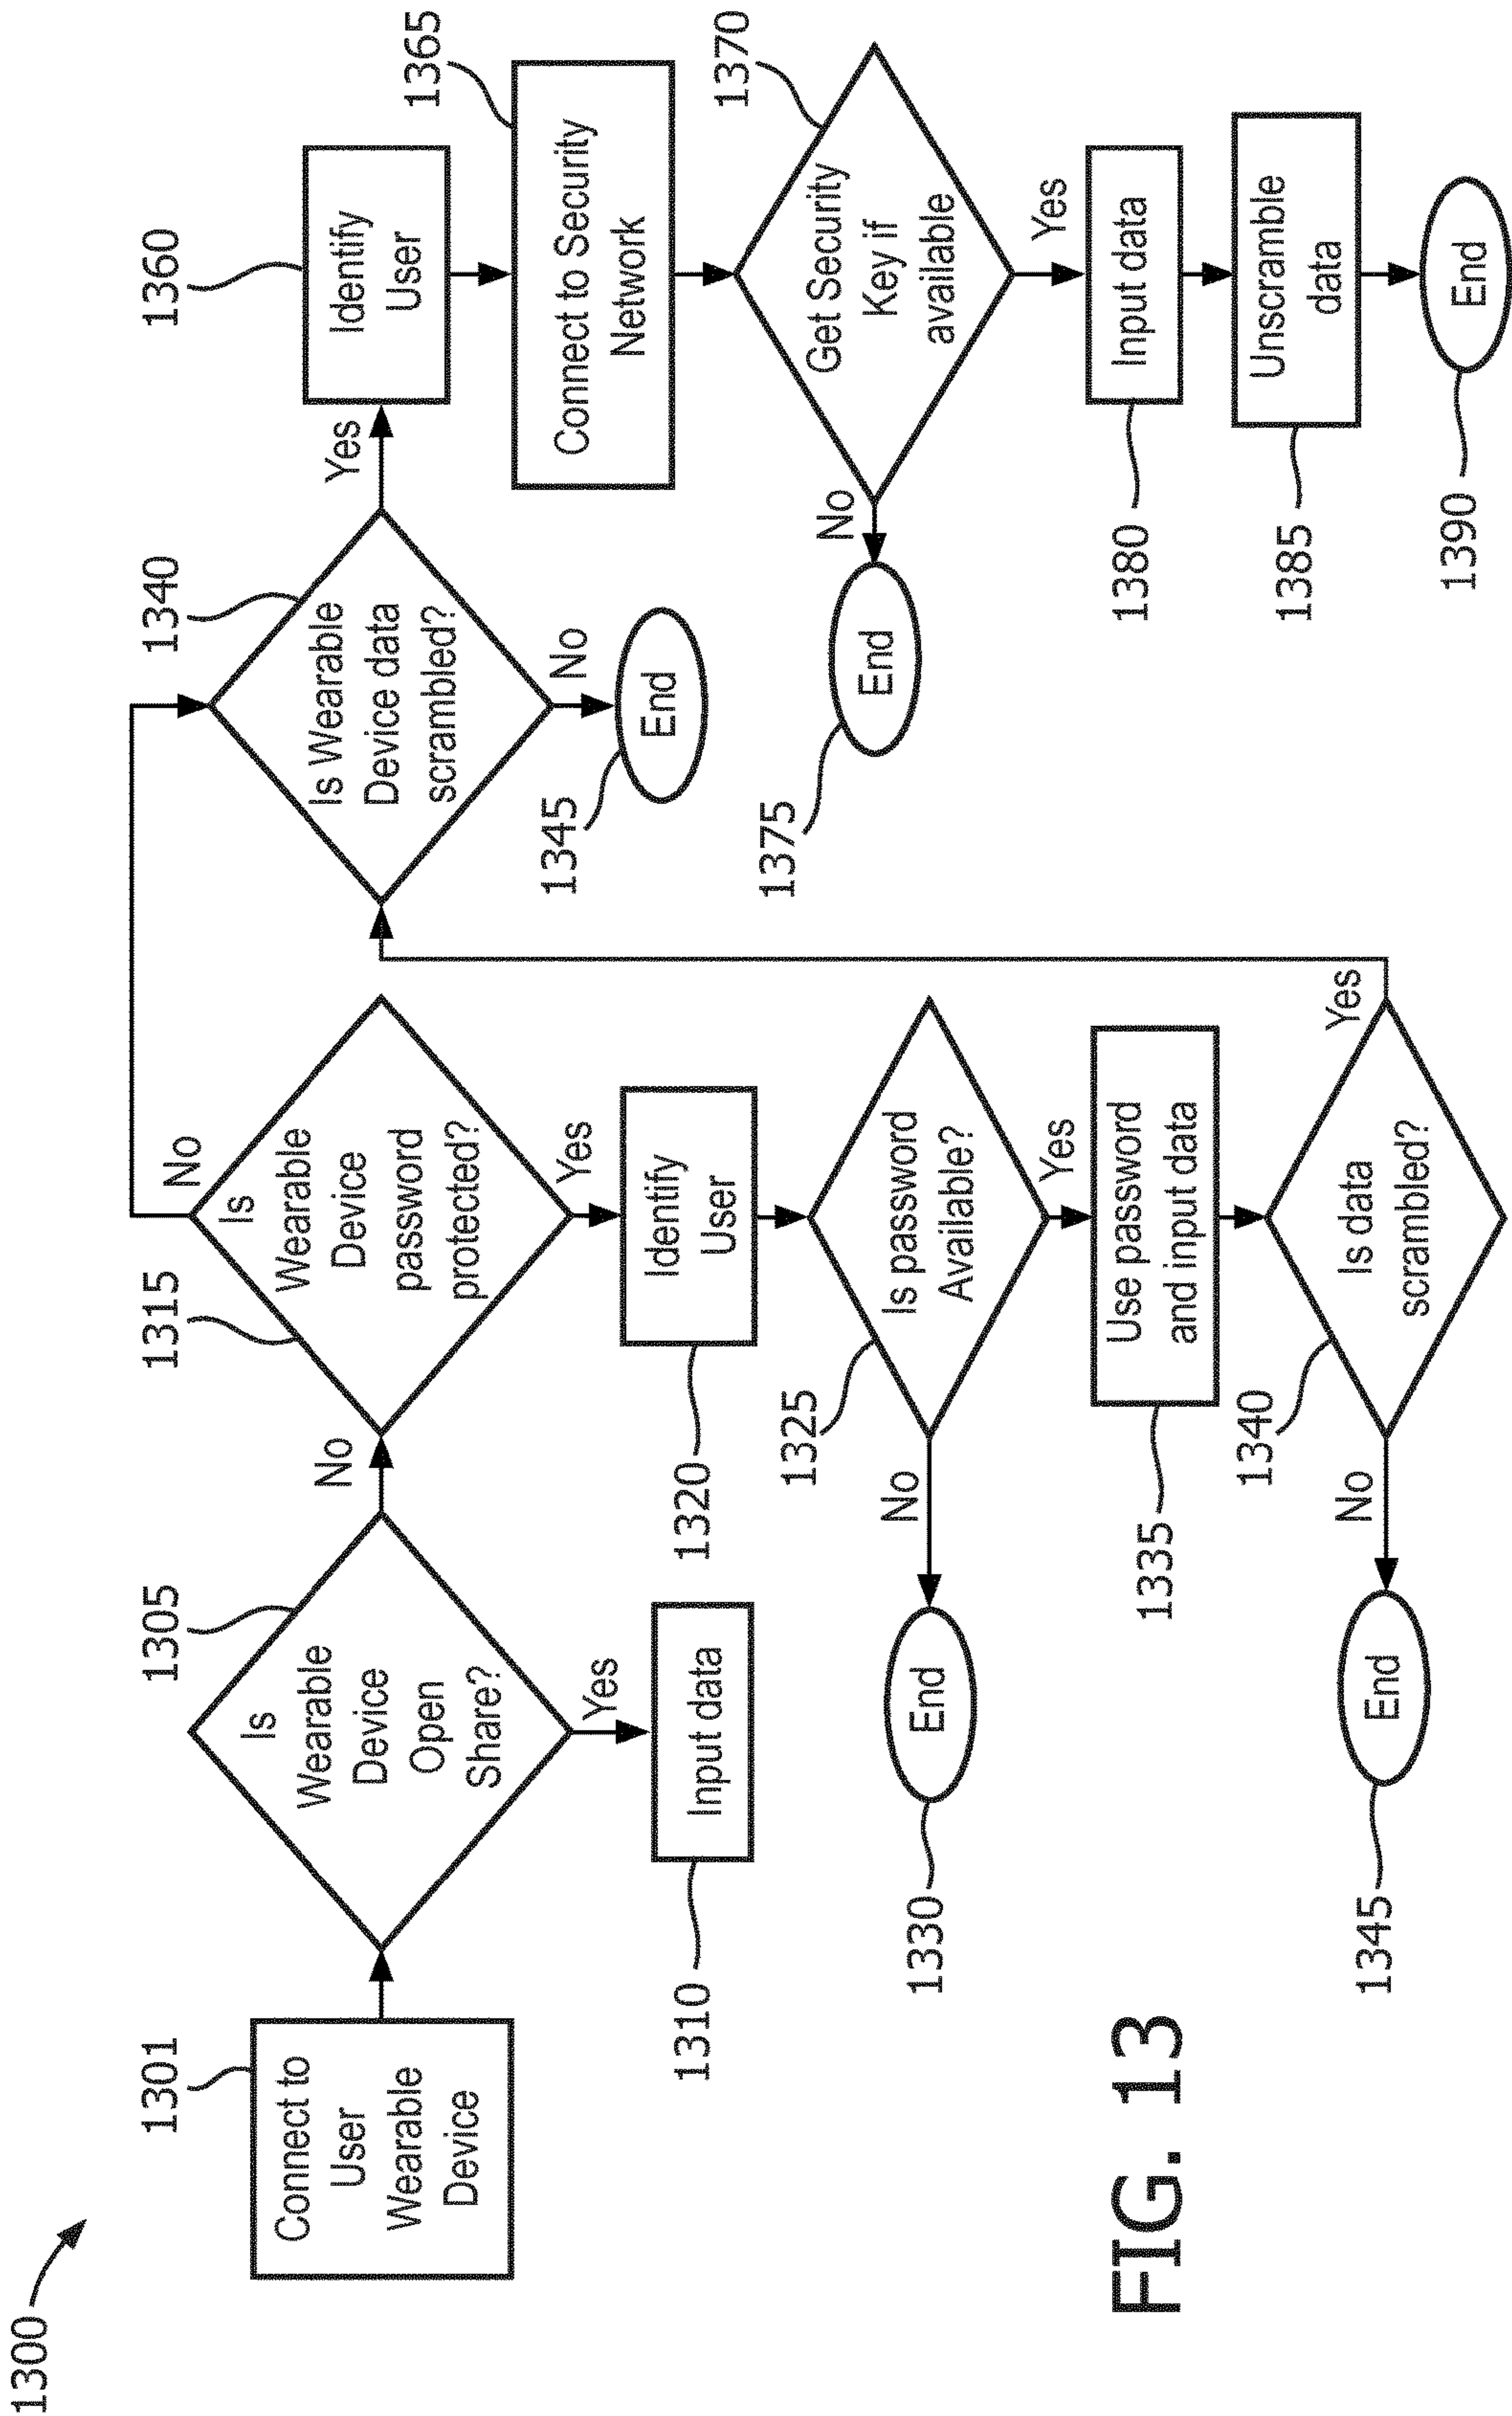 1300
1301
Connect to
User
Wearable
Device
1305
Is
Wearable
Device
Open
Share?
No
Yes
1310
Input data
1315
Is
Wearable
Device
password
protected?
No
Yes
1320
Identify
User
1325
Is password
Available?
No
1330
End
Yes
1335
Use password
and input data
1340
Is data
scrambled?
No
1345
End
Yes
1340
Is Wearable
Device data
scrambled?
No
1345
End
Yes
1360
Identify
User
1365
Connect to Security
Network
1370
Get Security
Key if
available
No
1375
End
Yes
1380
Input data
1385
Unscramble
data
1390
End
FIG. 13